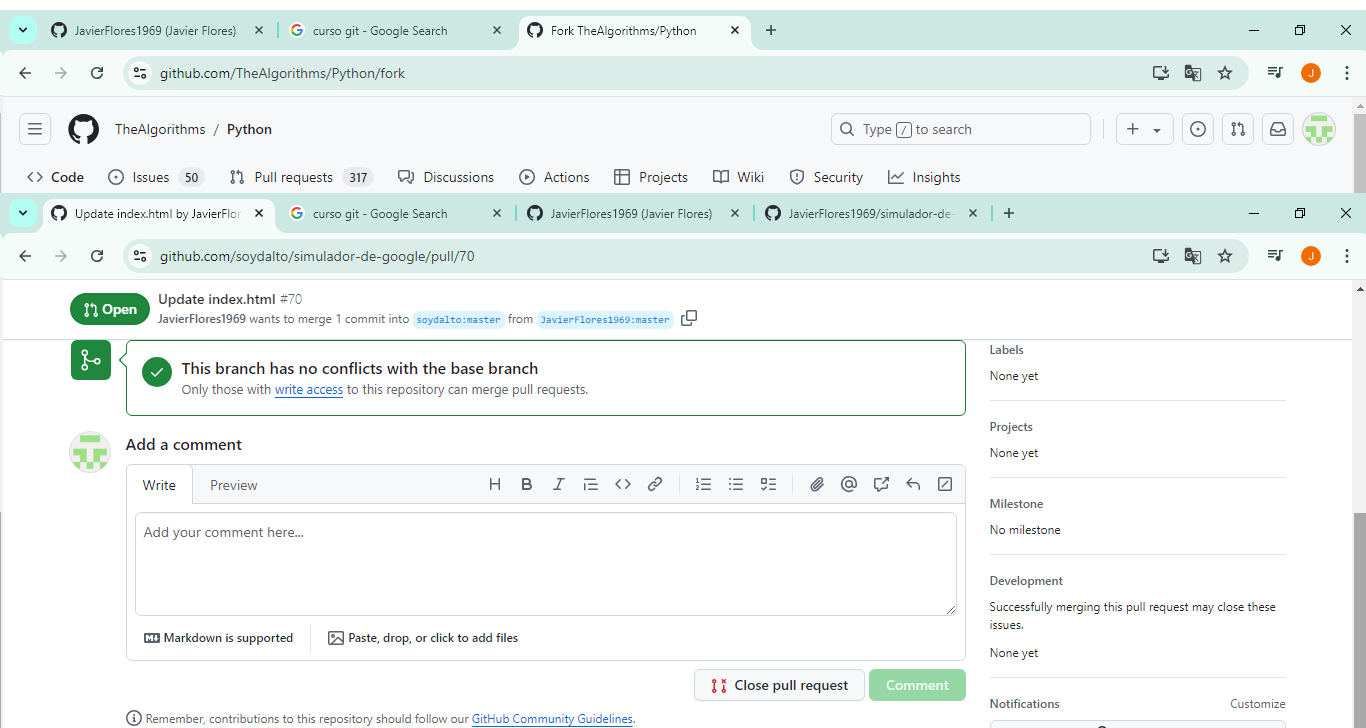 JavierFlores1969 (Javier Flores)
curso git - Google Search
Fork TheAlgorithms/Python
github.com/TheAlgorithms/Python/fork
J
TheAlgorithms / Python
Type / to search
Code
Issues 50
Pull requests 317
Discussions
Actions
Projects
Wiki
Security
Insights
Update index.html by JavierFlor
curso git - Google Search
JavierFlores1969 (Javier Flores)
JavierFlores1969/simulador-de-
github.com/soydalto/simulador-de-google/pull/70
J
Open
Update index.html #70
JavierFlores1969 wants to merge 1 commit into soydalto:master from JavierFlores1969:master
This branch has no conflicts with the base branch
Only those with write access to this repository can merge pull requests.
Add a comment
Write
Preview
Add your comment here...
Markdown is supported
Paste, drop, or click to add files
Close pull request
Comment
Remember, contributions to this repository should follow our GitHub Community Guidelines.
Labels
None yet
Projects
None yet
Milestone
No milestone
Development
Successfully merging this pull request may close these
issues.
None yet
Notifications
Customize